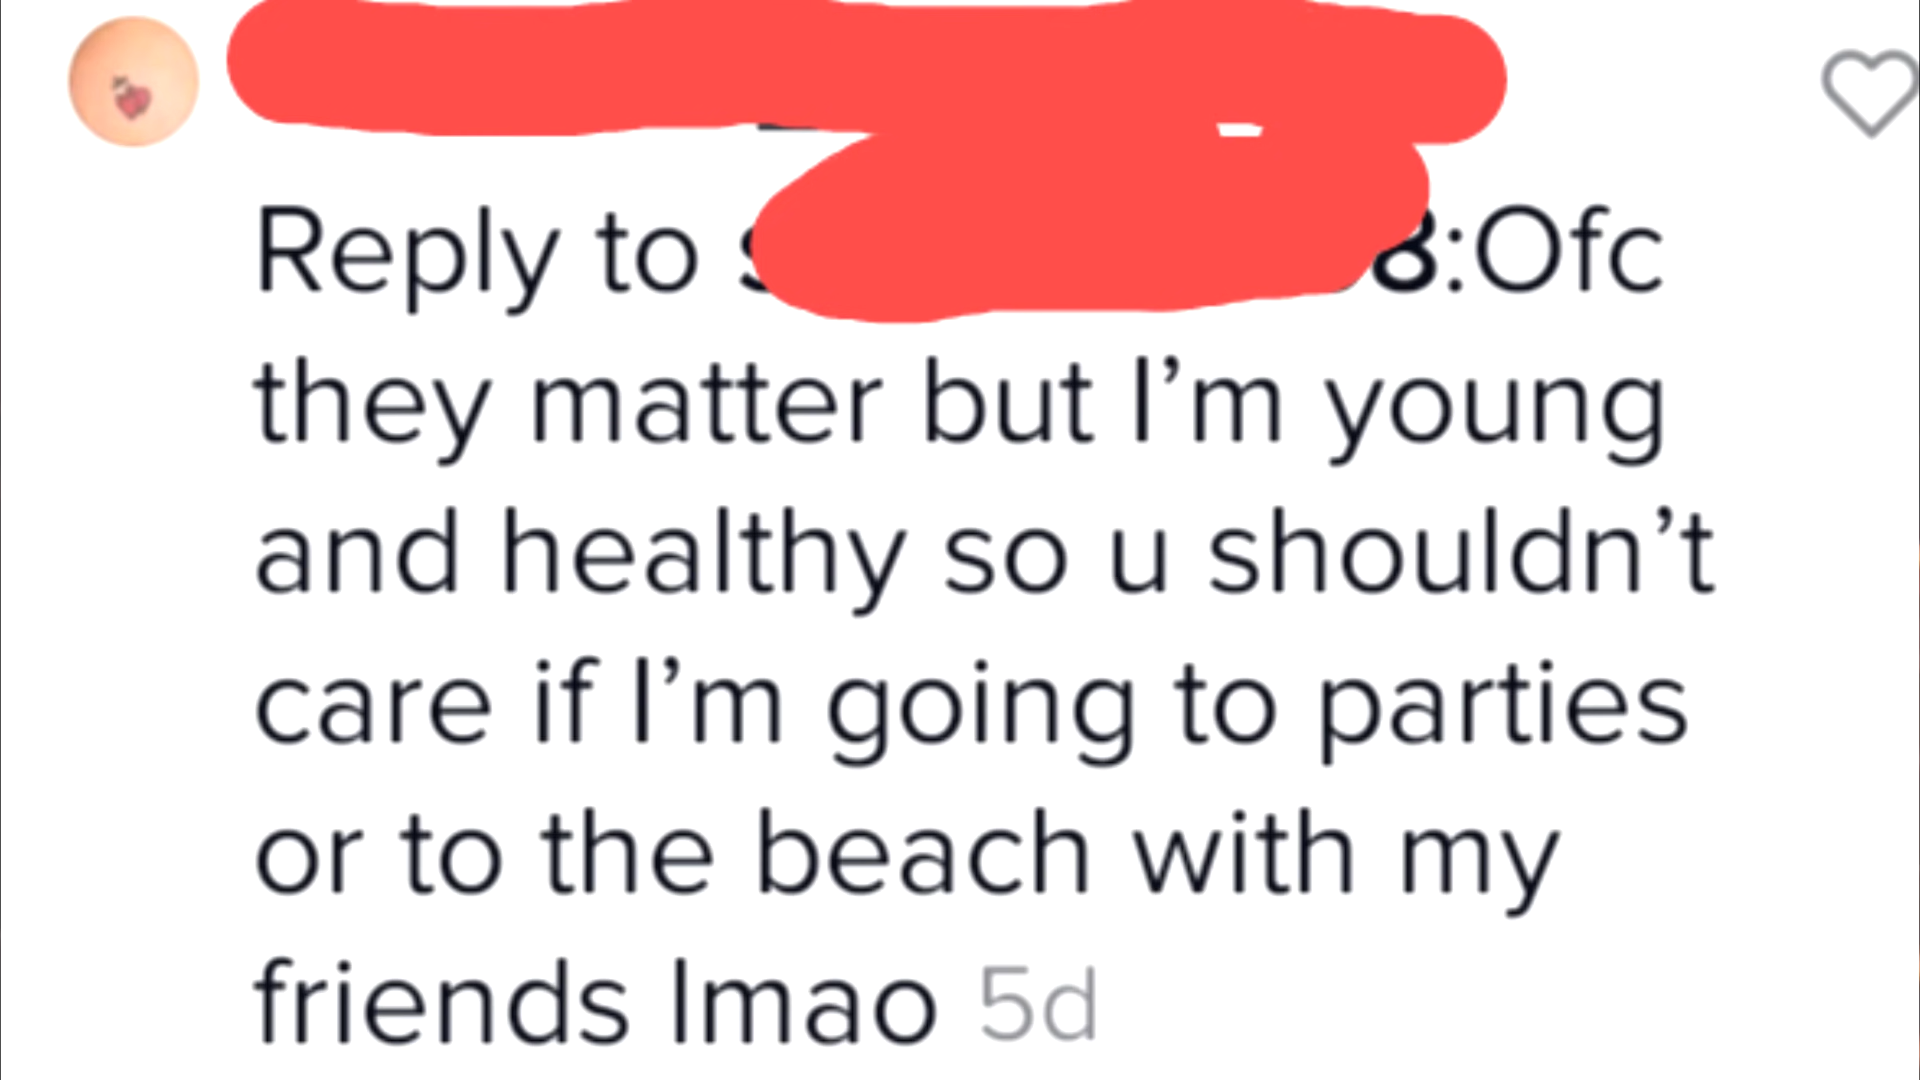 Reply to 8:Ofc
they matter but I’m young
and healthy so u shouldn’t
care if I’m going to parties
or to the beach with my
friends lmao 5d